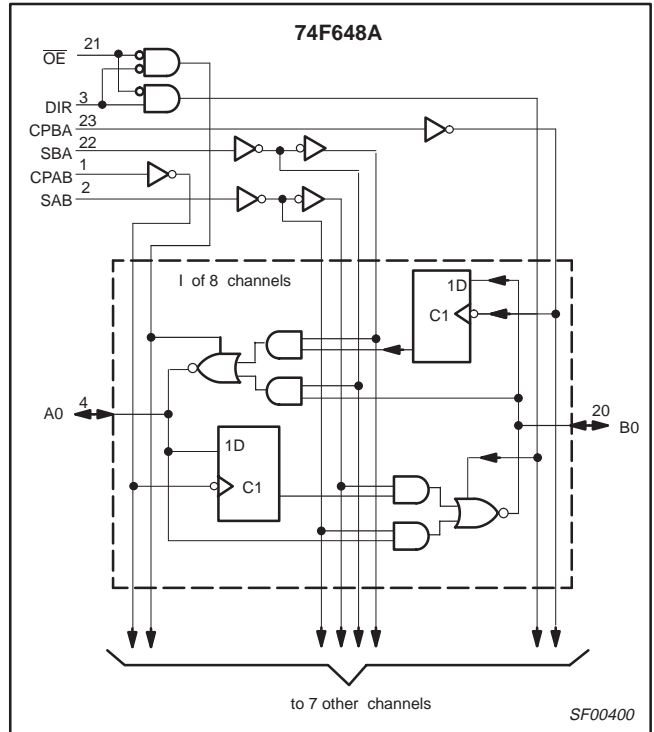 74F648A
OE 21
DIR 3
CPBA 23
SBA 22
CPAB 1
SAB 2
I of 8 channels
1D
C1
A0 4
20 B0
1D
C1
to 7 other channels
SF00400